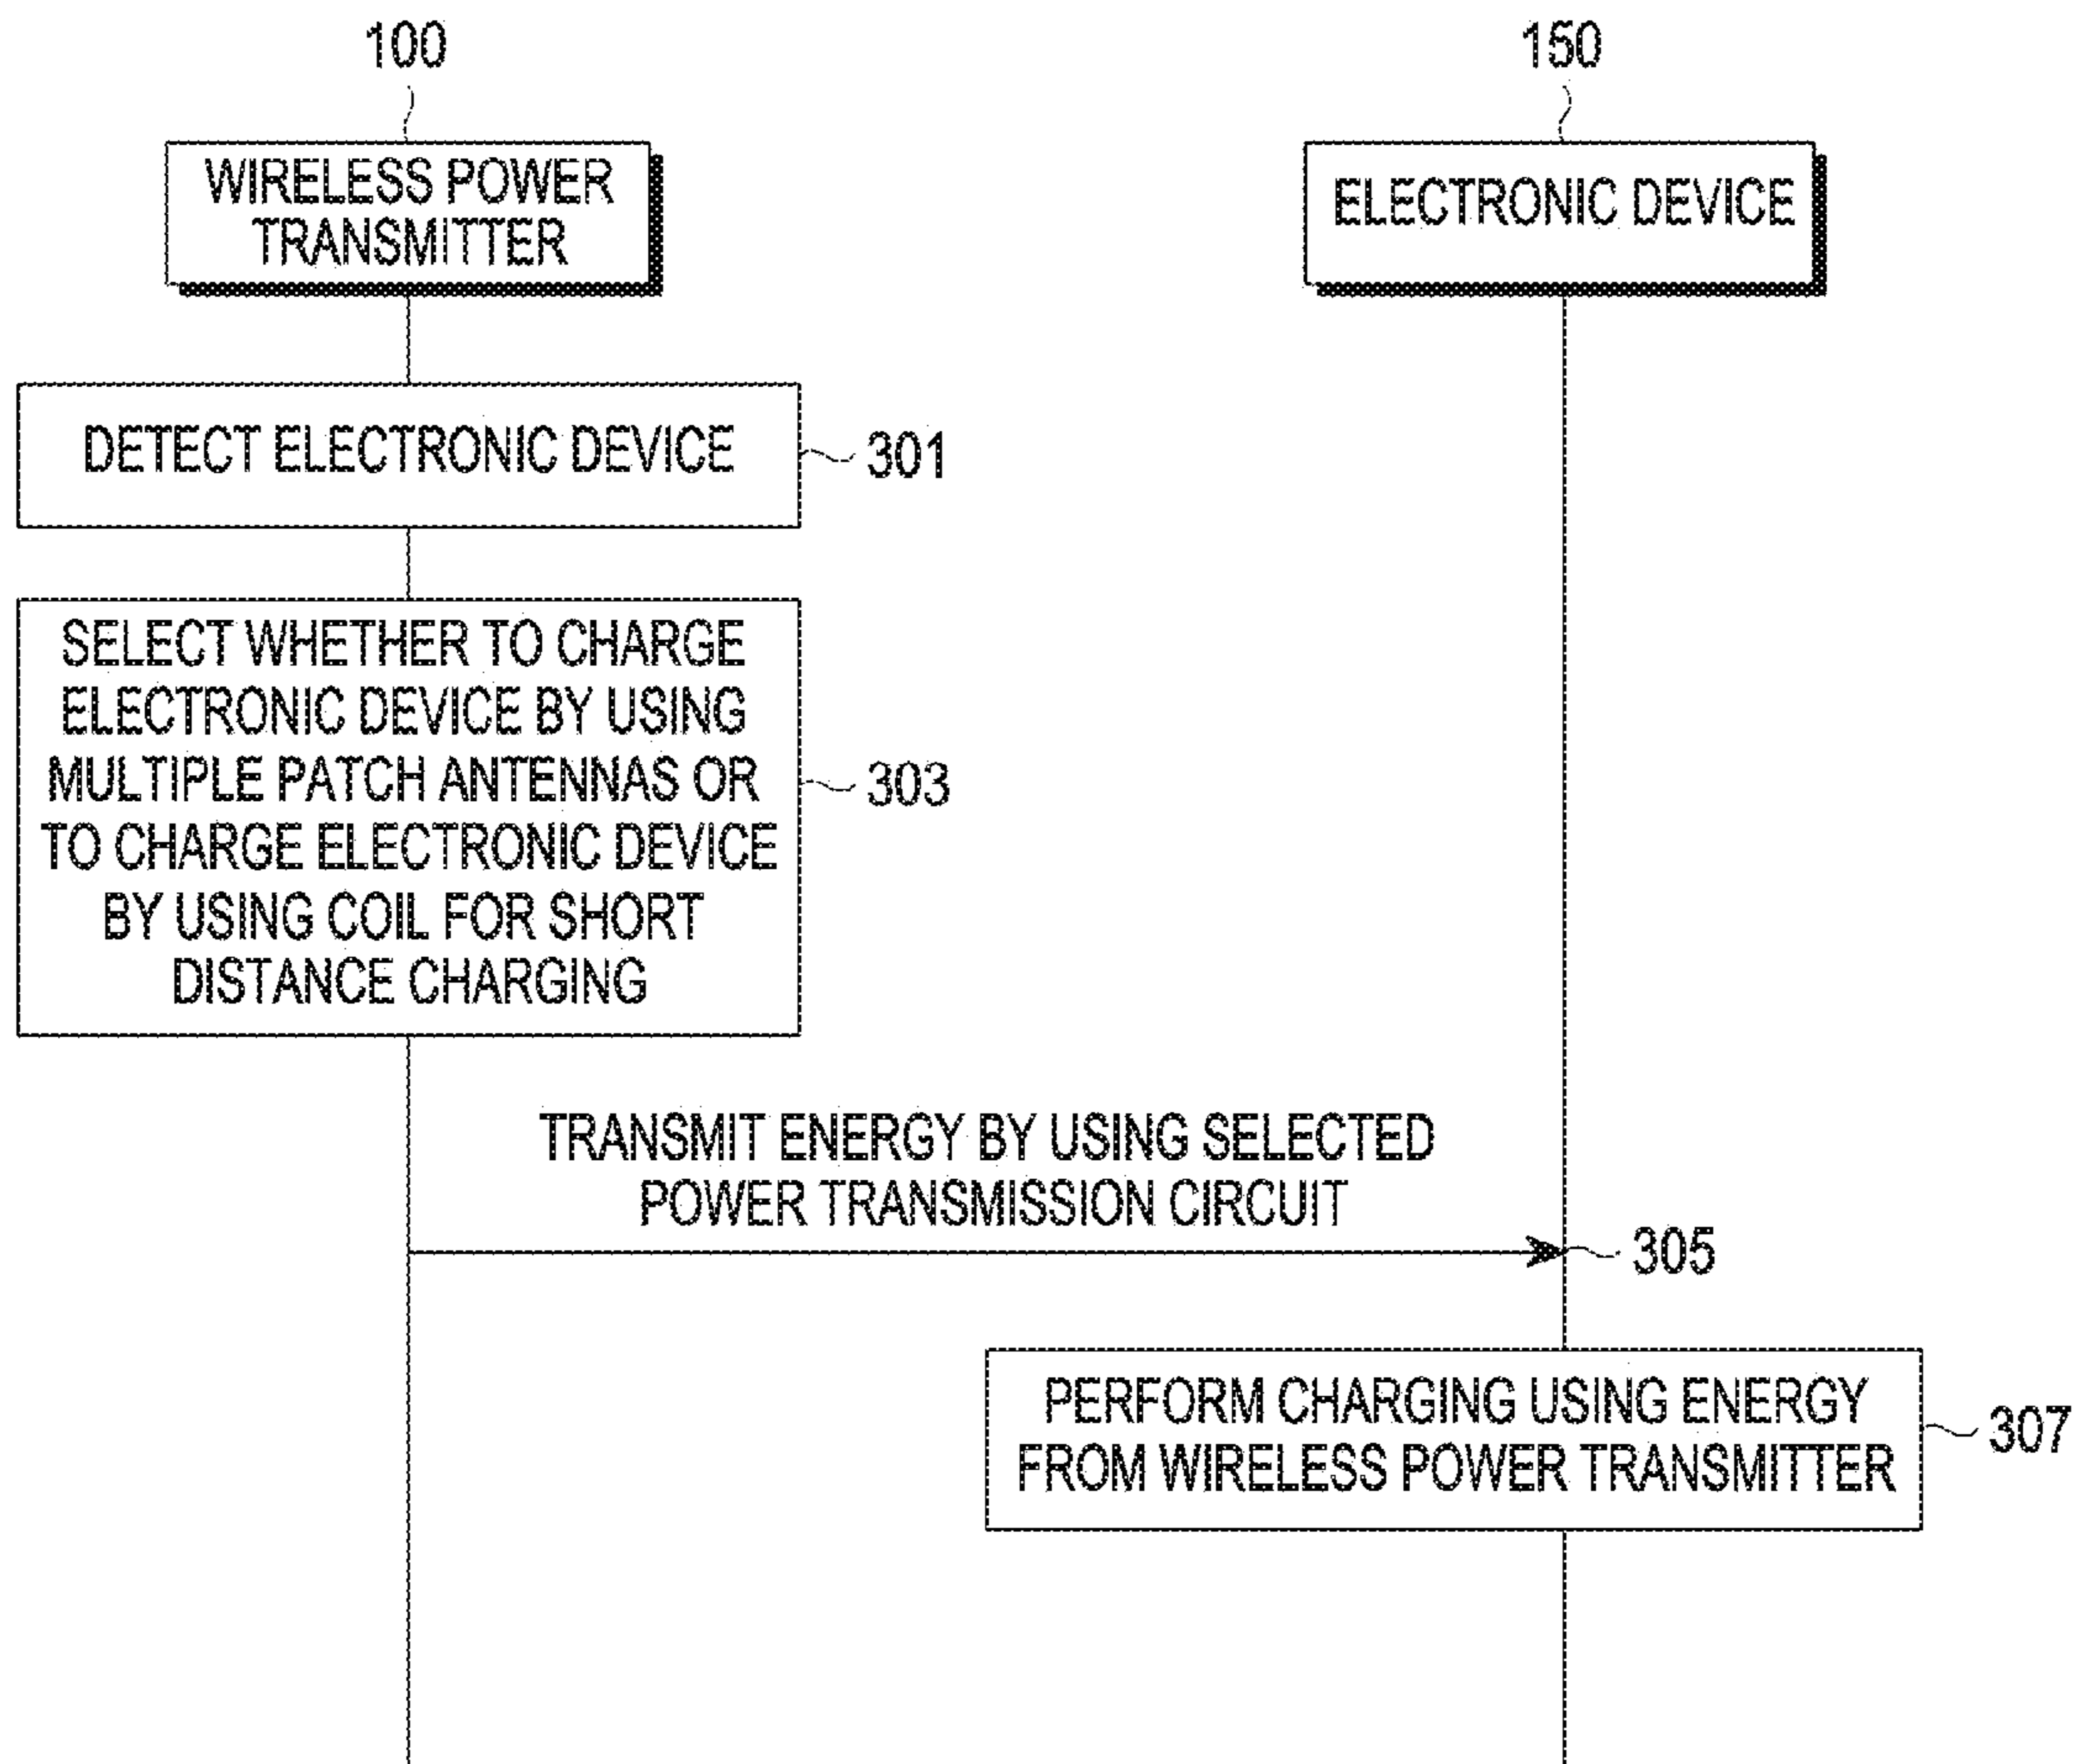 100
150
WIRELESS POWER
TRANSMITTER
ELECTRONIC DEVICE
DETECT ELECTRONIC DEVICE
301
SELECT WHETHER TO CHARGE
ELECTRONIC DEVICE BY USING
MULTIPLE PATCH ANTENNAS OR
TO CHARGE ELECTRONIC DEVICE
BY USING COIL FOR SHORT
DISTANCE CHARGING
303
TRANSMIT ENERGY BY USING SELECTED
POWER TRANSMISSION CIRCUIT
305
PERFORM CHARGING USING ENERGY
FROM WIRELESS POWER TRANSMITTER
307